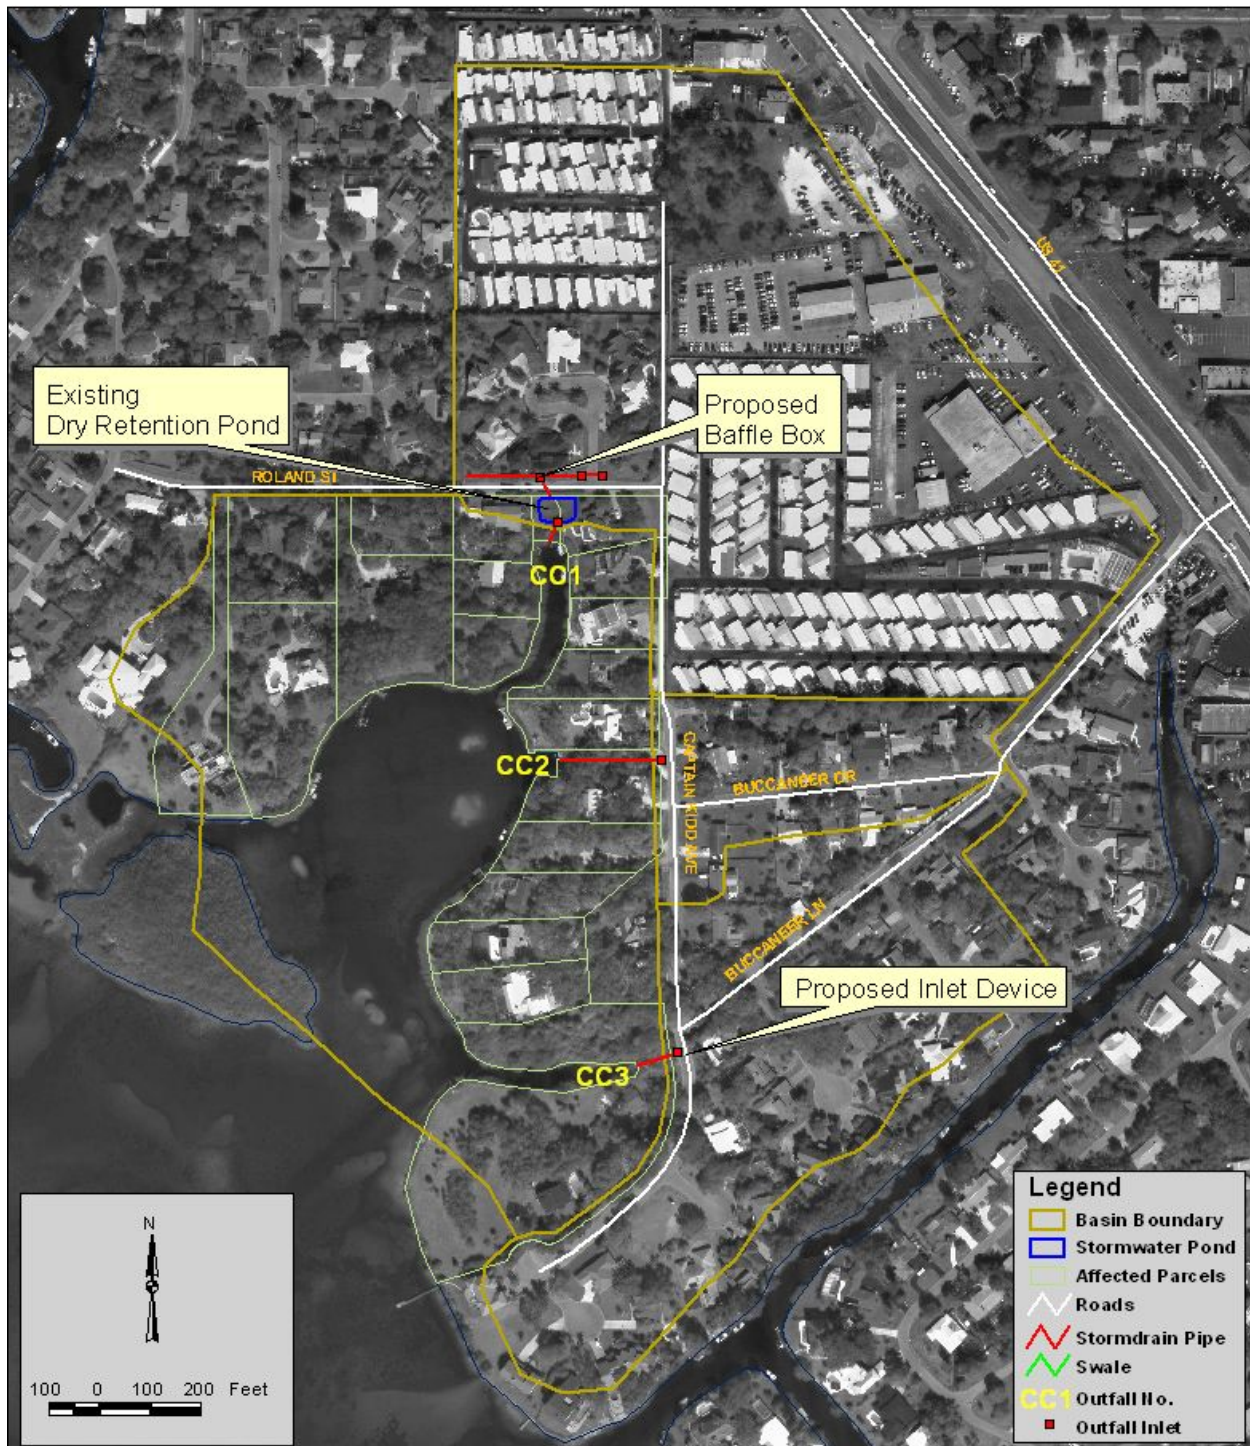 US 41
Existing
Dry Retention Pond
Proposed
Baffle Box
ROLAND ST
CC1
CC2
CAPTAIN KIDD AVE
BUCCANEER DR
BUCCANEER LN
Proposed Inlet Device
CC3
N
100 0 100 200 Feet
Legend
Basin Boundary
Stormwater Pond
Affected Parcels
Roads
Stormdrain Pipe
Swale
CC1 Outfall No.
Outfall Inlet